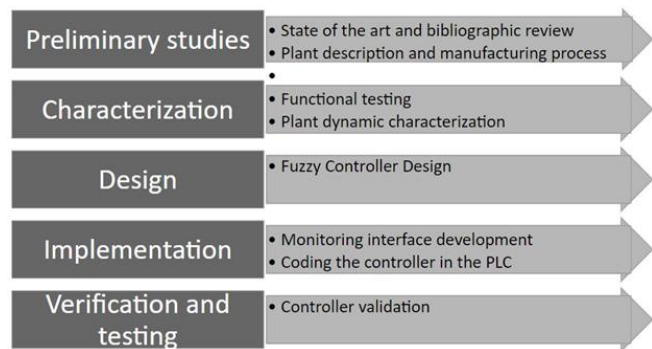 Preliminary studies
• State of the art and bibliographic review
• Plant description and manufacturing process
•
Characterization
• Functional testing
• Plant dynamic characterization
Design
• Fuzzy Controller Design
Implementation
• Monitoring interface development
• Coding the controller in the PLC
Verification and
testing
• Controller validation